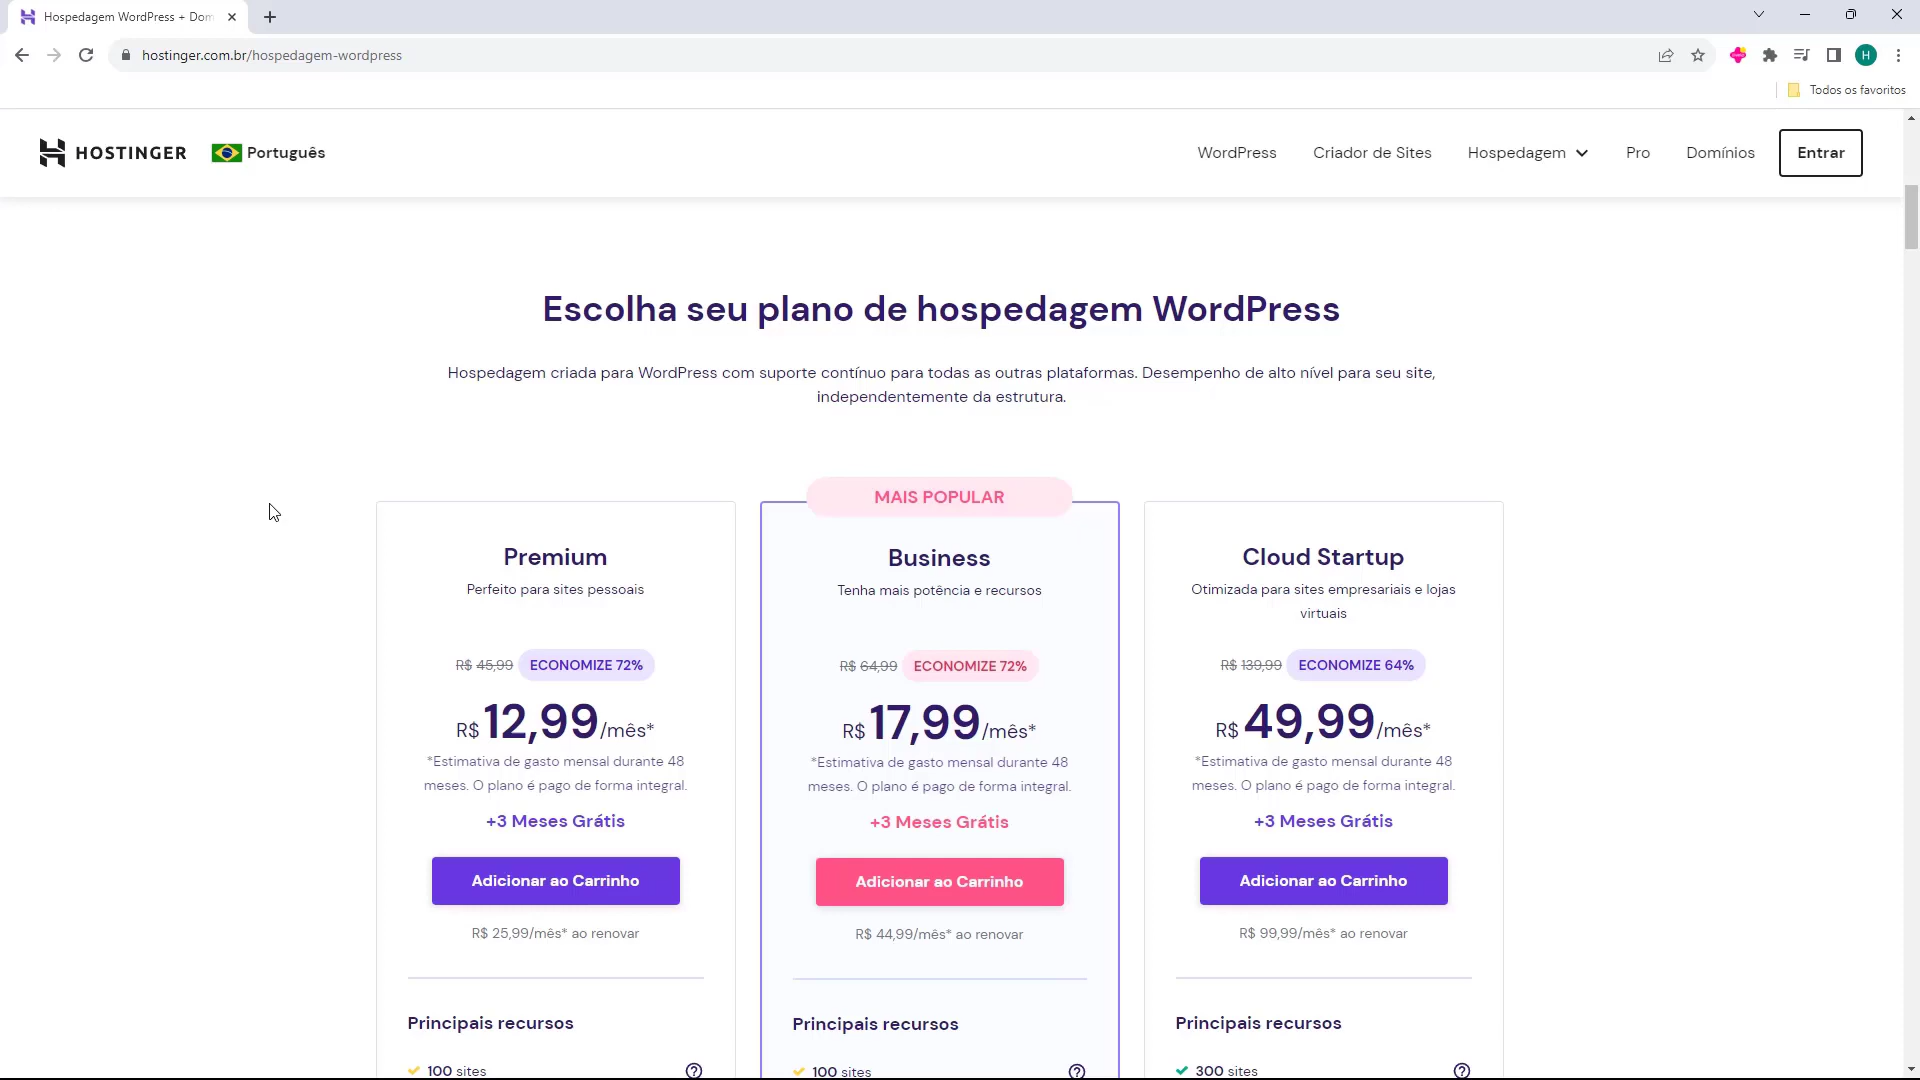 Hospedagem WordPress + Dom
hostinger.com.br/hospedagem-wordpress
H
Todos os favoritos
HOSTINGER
Português
WordPress
Criador de Sites
Hospedagem
Pro
Domínios
Entrar
Escolha seu plano de hospedagem WordPress
Hospedagem criada para WordPress com suporte contínuo para todas as outras plataformas. Desempenho de alto nível para seu site,
independentemente da estrutura.
Premium
Perfeito para sites pessoais
R$ 45,99 ECONOMIZE 72%
R$ 12,99/mês*
*Estimativa de gasto mensal durante 48
meses. O plano é pago de forma integral.
+3 Meses Grátis
Adicionar ao Carrinho
R$ 25,99/mês* ao renovar
Principais recursos
100 sites
MAIS POPULAR
Business
Tenha mais potência e recursos
R$ 64,99 ECONOMIZE 72%
R$ 17,99/mês*
*Estimativa de gasto mensal durante 48
meses. O plano é pago de forma integral.
+3 Meses Grátis
Adicionar ao Carrinho
R$ 44,99/mês* ao renovar
Principais recursos
100 sites
Cloud Startup
Otimizada para sites empresariais e lojas
virtuais
R$ 139,99 ECONOMIZE 64%
R$ 49,99/mês*
*Estimativa de gasto mensal durante 48
meses. O plano é pago de forma integral.
+3 Meses Grátis
Adicionar ao Carrinho
R$ 99,99/mês* ao renovar
Principais recursos
300 sites